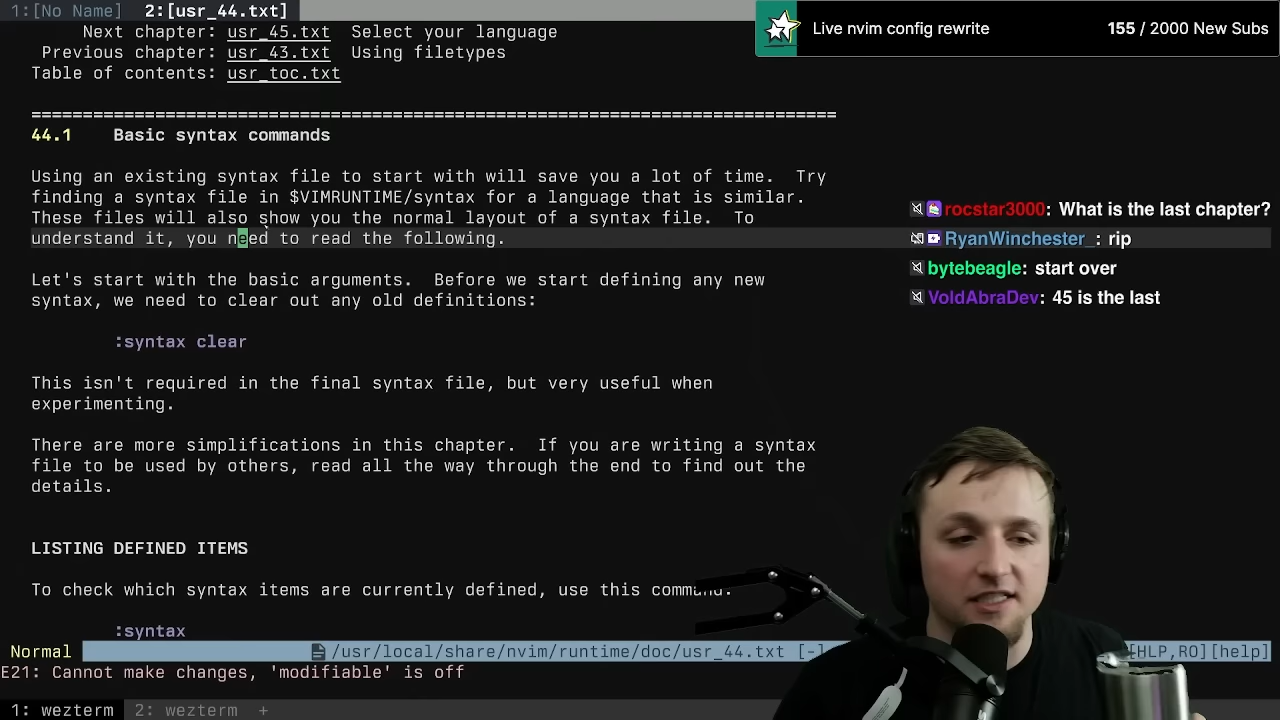 1:[No Name]  2:[usr_44.txt]
Live nvim config rewrite
155 / 2000 New Subs
Next chapter: usr_45.txt  Select your language
Previous chapter: usr_43.txt  Using filetypes
Table of contents: usr_toc.txt
==============================================================================
44.1    Basic syntax commands
Using an existing syntax file to start with will save you a lot of time.  Try
finding a syntax file in $VIMRUNTIME/syntax for a language that is similar.
These files will also show you the normal layout of a syntax file.  To
understand it, you need to read the following.
rocstar3000: What is the last chapter?
RyanWinchester_: rip
bytebeagle: start over
VoldAbraDev: 45 is the last
Let's start with the basic arguments.  Before we start defining any new
syntax, we need to clear out any old definitions:
:syntax clear
This isn't required in the final syntax file, but very useful when
experimenting.
There are more simplifications in this chapter.  If you are writing a syntax
file to be used by others, read all the way through the end to find out the
details.
LISTING DEFINED ITEMS
To check which syntax items are currently defined, use this command:
:syntax
Normal /usr/local/share/nvim/runtime/doc/usr_44.txt [-] [HLP,RO][help]
E21: Cannot make changes, 'modifiable' is off
1: wezterm  2: wezterm  +